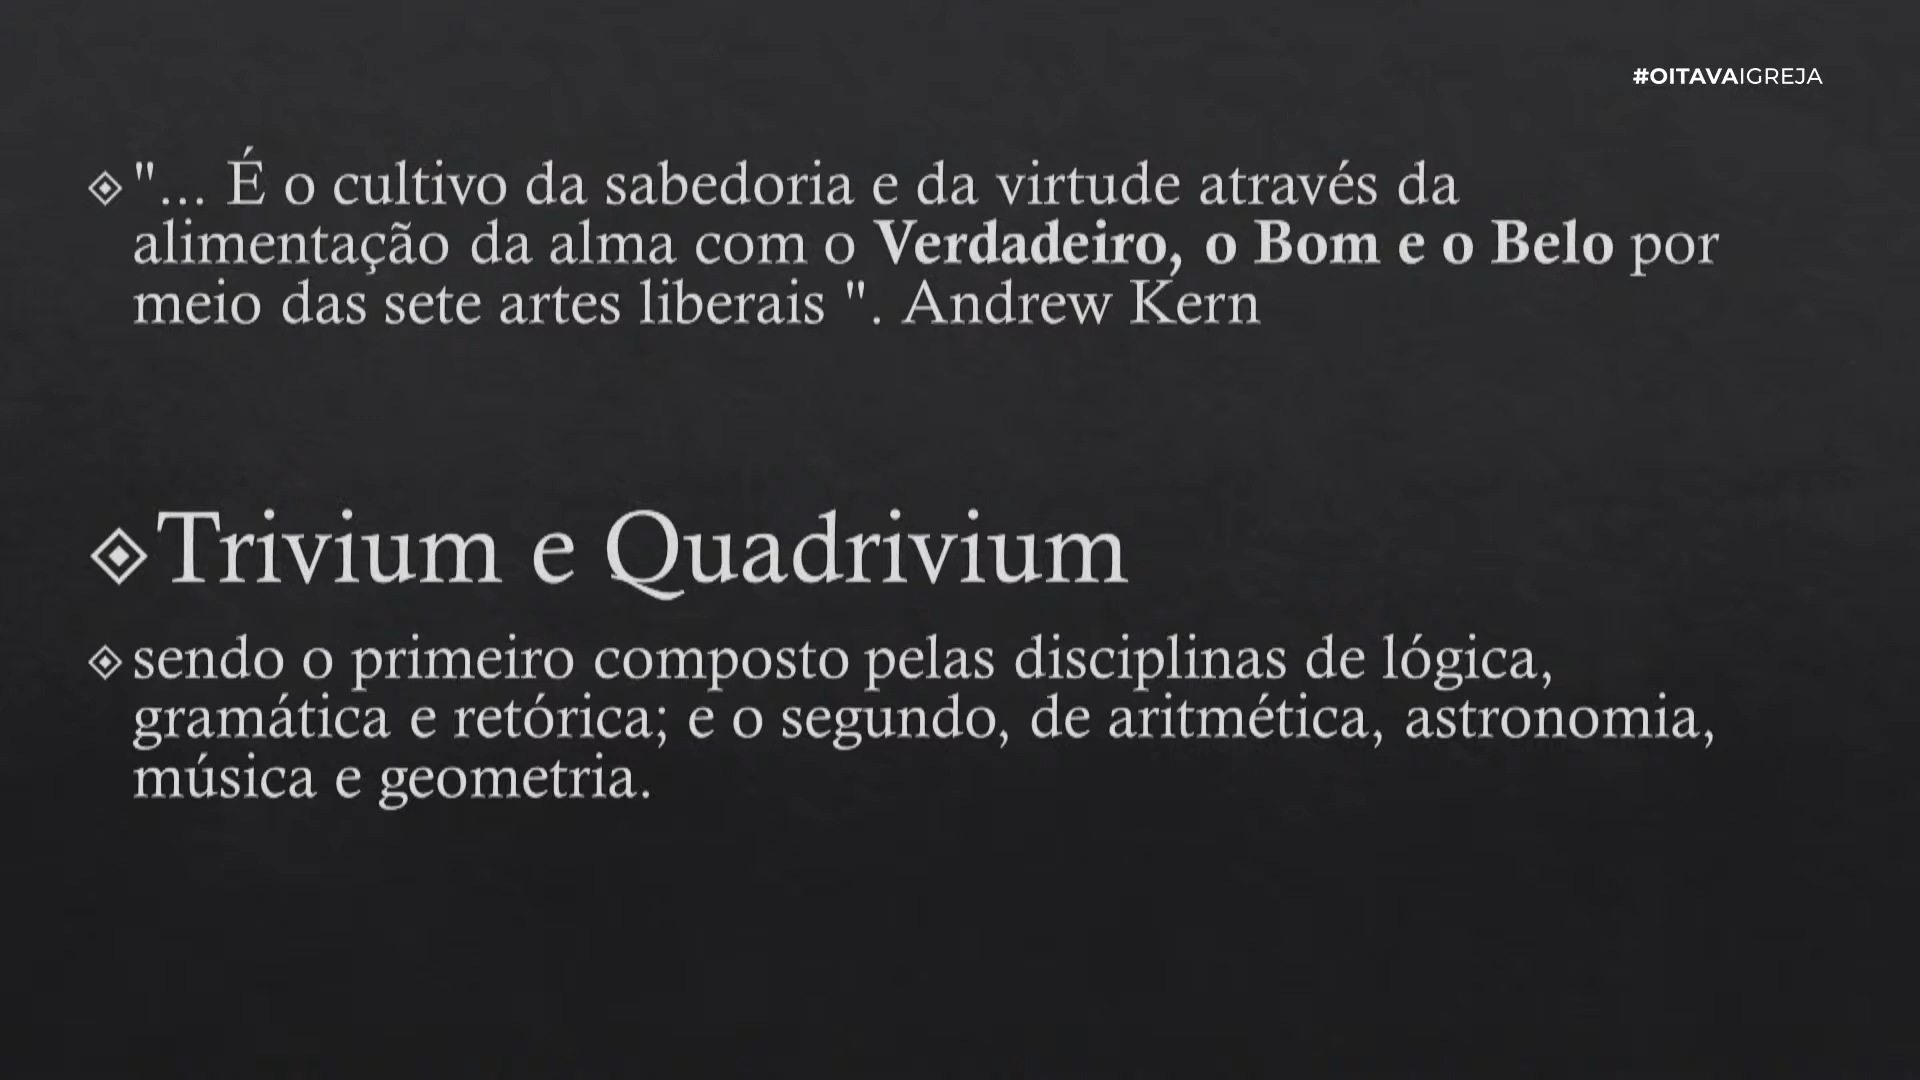 #OITAVAIGREJA
"... É o cultivo da sabedoria e da virtude através da
alimentação da alma com o Verdadeiro, o Bom e o Belo por
meio das sete artes liberais ". Andrew Kern
Trivium e Quadrivium
sendo o primeiro composto pelas disciplinas de lógica,
gramática e retórica; e o segundo, de aritmética, astronomia,
música e geometria.